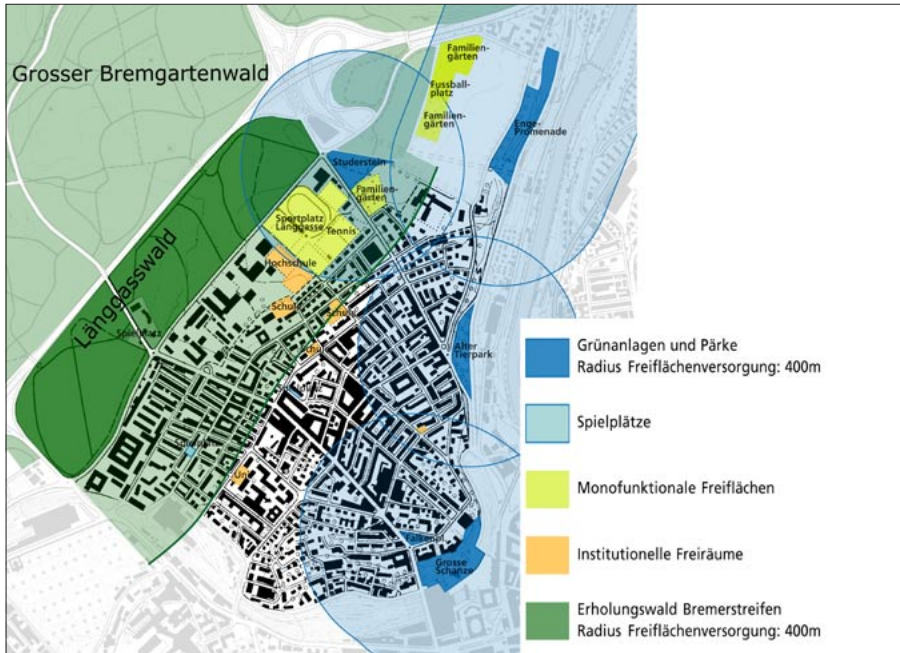 Grosser Bremgartenwald
Familien-
gärten
Fussball-
platz
Familien-
gärten
Enge-
Promenade
Studerstein
Familien-
gärten
Sportplatz
Länggasse
Tennis
Hochschule
Länggasswald
Spielplatz
Schule
Alter
Tierpark
Uni
Falkenpl.
Grosse
Schanze
Grünanlagen und Pärke
Radius Freiflächenversorgung: 400m
Spielplätze
Monofunktionale Freiflächen
Institutionelle Freiräume
Erholungswald Bremerstreifen
Radius Freiflächenversorgung: 400m